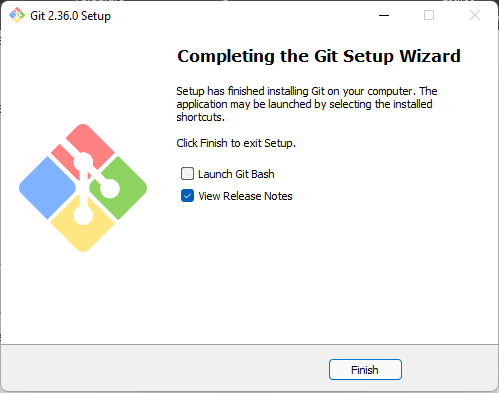 Git 2.36.0 Setup
Completing the Git Setup Wizard
Setup has finished installing Git on your computer. The
application may be launched by selecting the installed
shortcuts.
Click Finish to exit Setup.
Launch Git Bash
View Release Notes
Finish